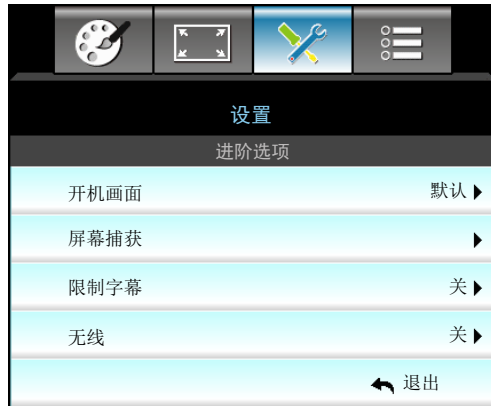 设置
进阶选项
开机画面 默认
屏幕捕获
限制字幕 关
无线 关
退出